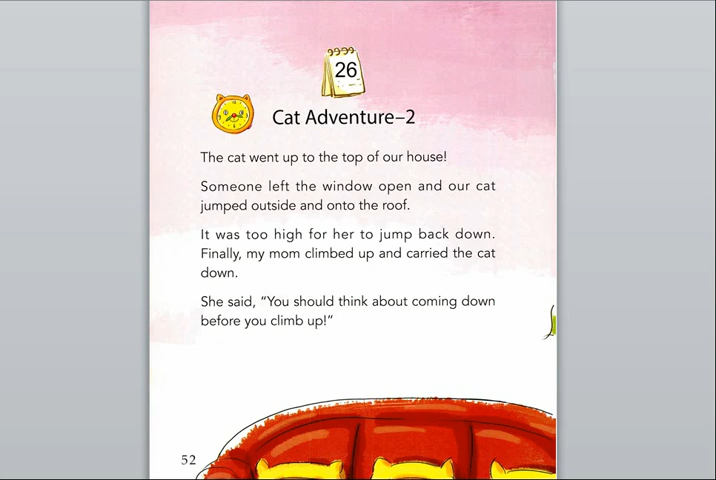 26
Cat Adventure–2
The cat went up to the top of our house!
Someone left the window open and our cat
jumped outside and onto the roof.
It was too high for her to jump back down.
Finally, my mom climbed up and carried the cat
down.
She said, “You should think about coming down
before you climb up!”
52